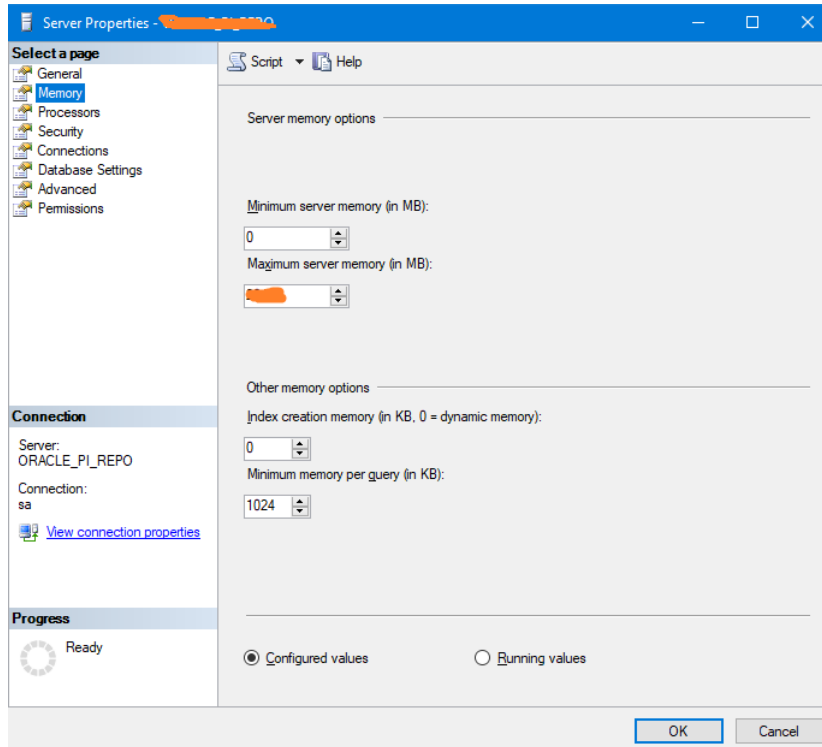 Server Properties -
Select a page
General
Memory
Processors
Security
Connections
Database Settings
Advanced
Permissions
Script
Help
Server memory options
Minimum server memory (in MB):
0
Maximum server memory (in MB):
Other memory options
Index creation memory (in KB, 0 = dynamic memory):
0
Minimum memory per query (in KB):
1024
Connection
Server:
ORACLE_PI_REPO
Connection:
sa
View connection properties
Progress
Ready
Configured values
Running values
OK
Cancel